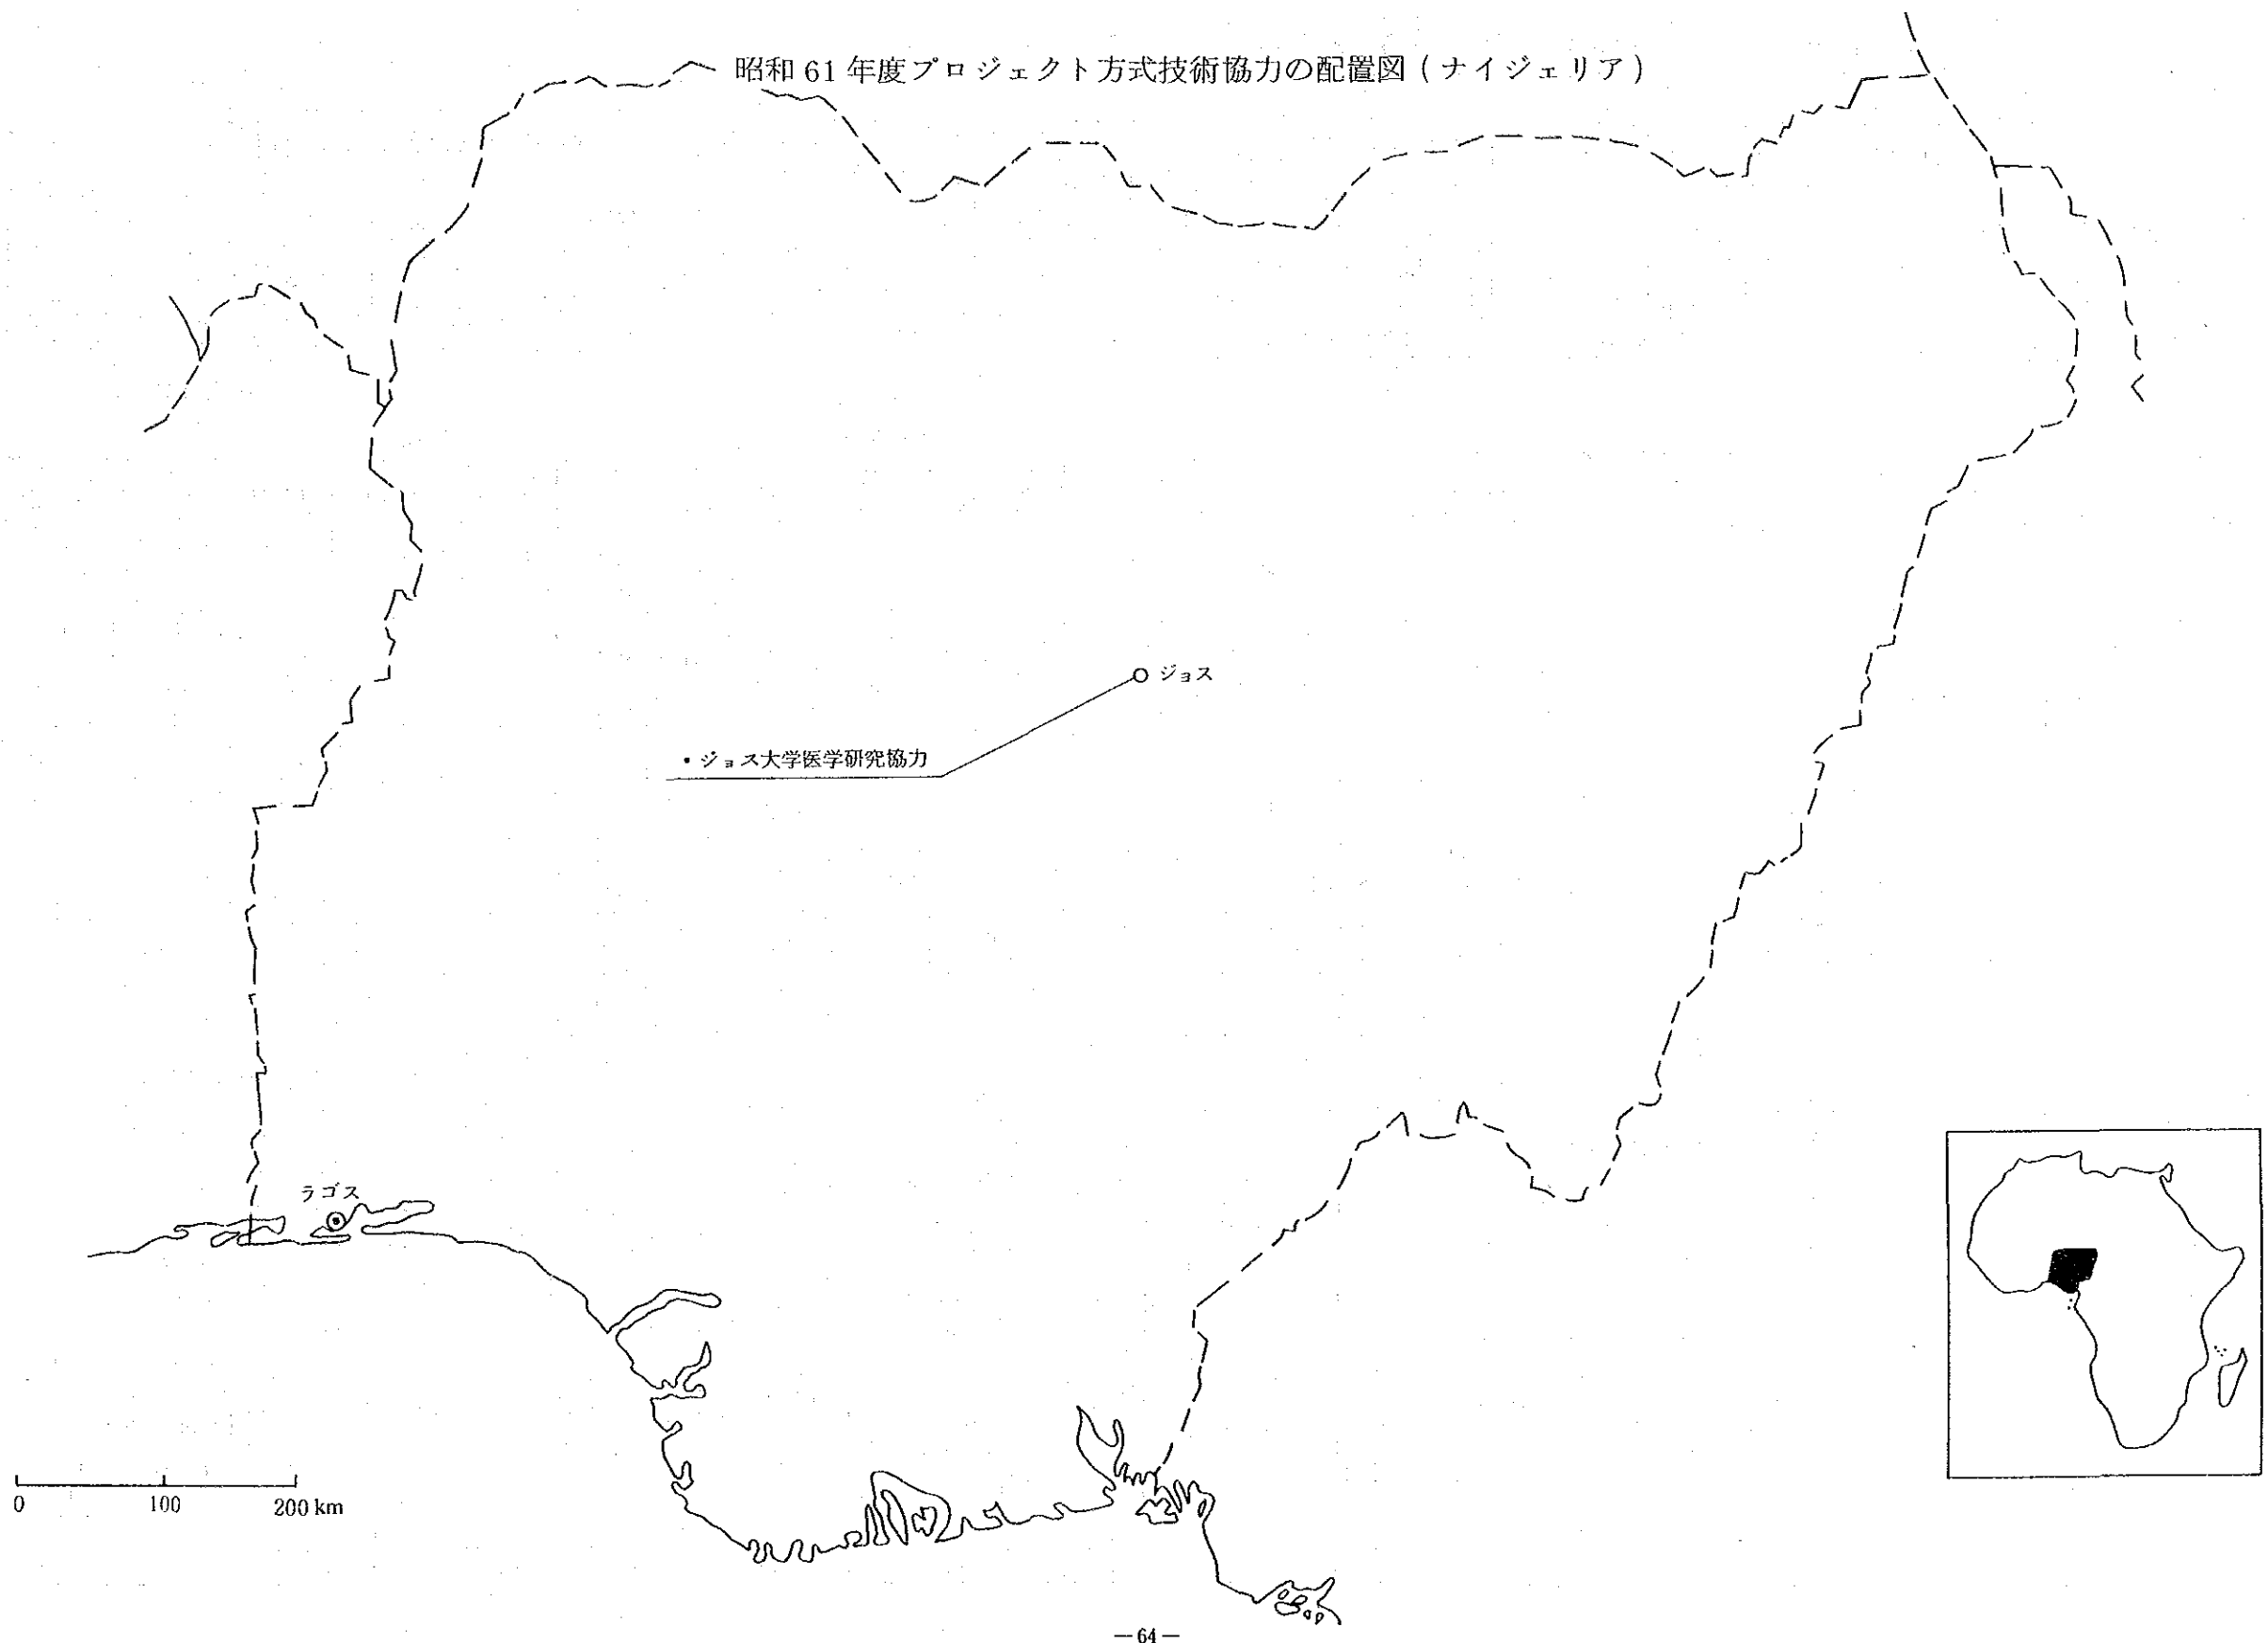 昭和61年度プロジェクト方式技術協力の配置図(ナイジェリア)
ジョス
・ジョス大学医学研究協力
ラゴス
0 100 200 km
—64—